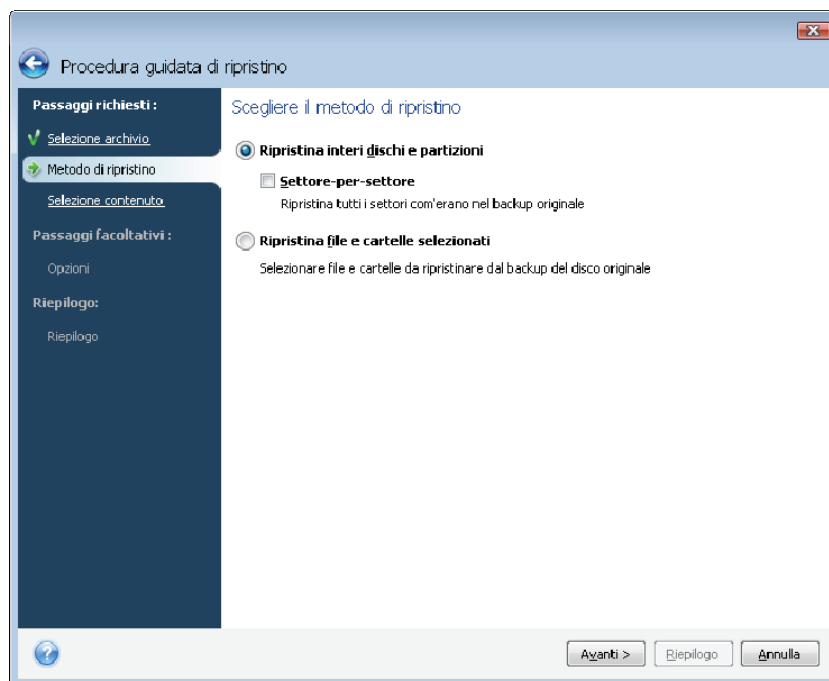 Procedura guidata di ripristino
Passaggi richiesti :
Selezione archivio
Metodo di ripristino
Selezione contenuto
Passaggi facoltativi :
Opzioni
Riepilogo:
Riepilogo
Scegliere il metodo di ripristino
Ripristina interi dischi e partizioni
Settore-per-settore
Ripristina tutti i settori com'erano nel backup originale
Ripristina file e cartelle selezionati
Selezionare file e cartelle da ripristinare dal backup del disco originale
Avanti >
Riepilogo
Annulla